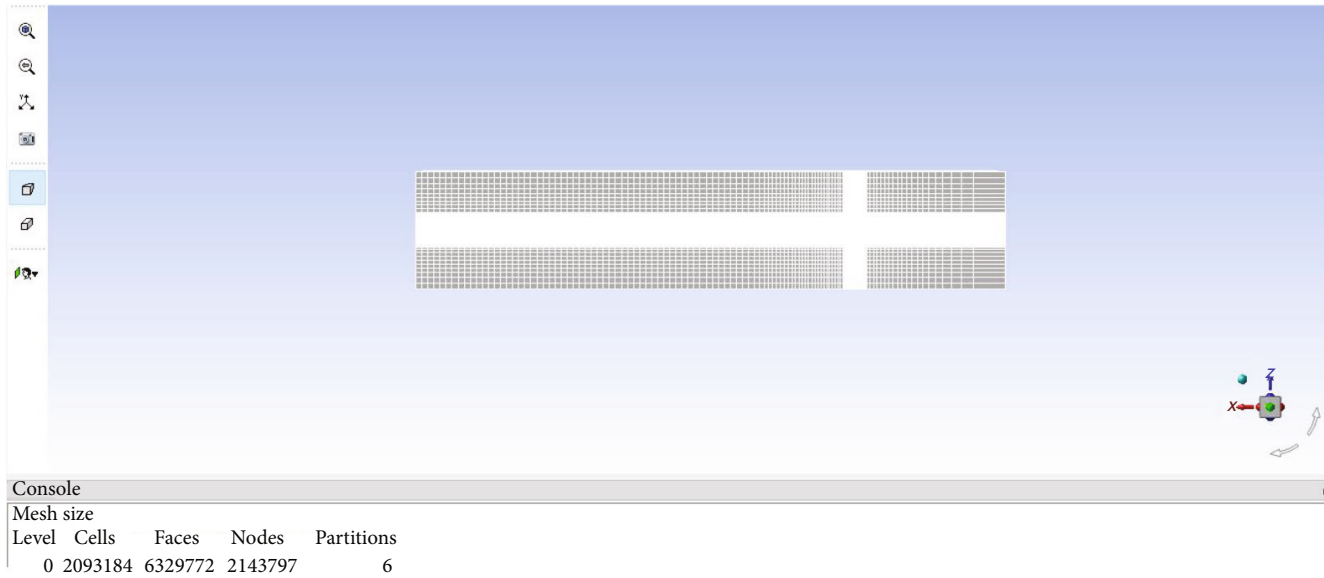 Z
X
Console
Mesh size
Level Cells Faces Nodes Partitions
0 2093184 6329772 2143797 6